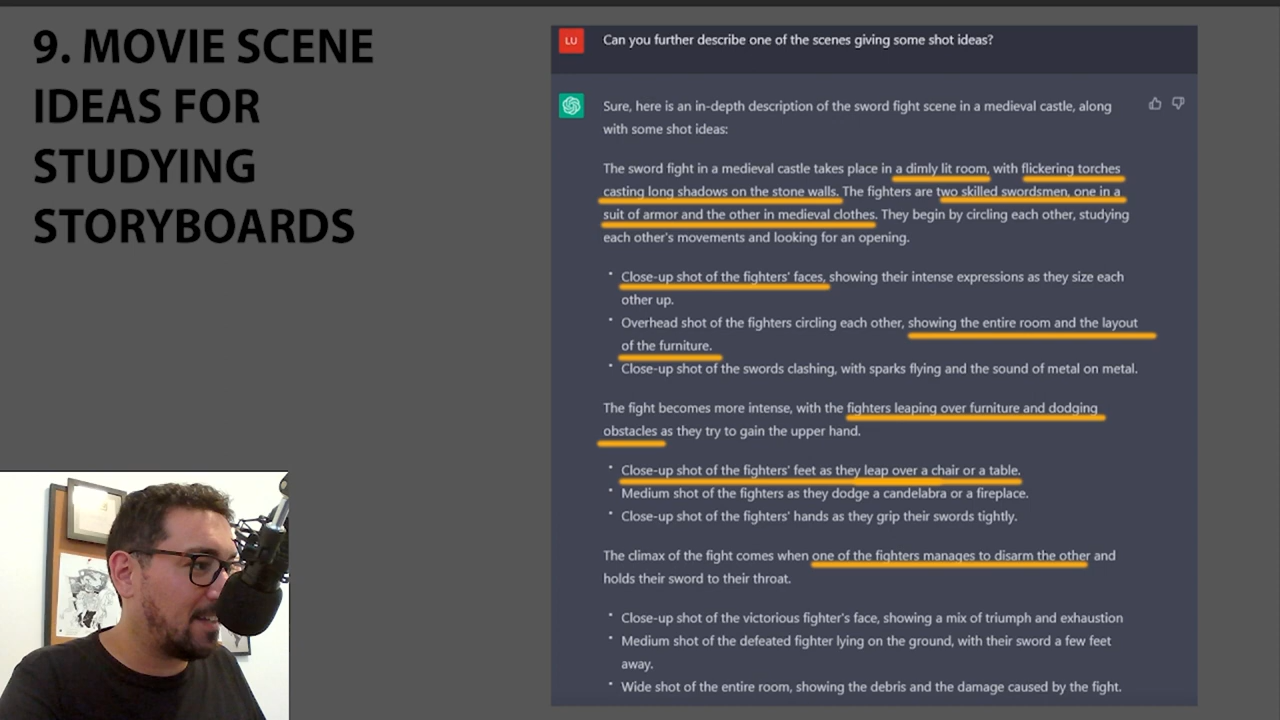 9. MOVIE SCENE
IDEAS FOR
STUDYING
STORYBOARDS
LU
Can you further describe one of the scenes giving some shot ideas?
Sure, here is an in-depth description of the sword fight scene in a medieval castle, along
with some shot ideas:
The sword fight in a medieval castle takes place in a dimly lit room, with flickering torches
casting long shadows on the stone walls. The fighters are two skilled swordsmen, one in a
suit of armor and the other in medieval clothes. They begin by circling each other, studying
each other's movements and looking for an opening.
• Close-up shot of the fighters' faces, showing their intense expressions as they size each
other up.
• Overhead shot of the fighters circling each other, showing the entire room and the layout
of the furniture.
• Close-up shot of the swords clashing, with sparks flying and the sound of metal on metal.
The fight becomes more intense, with the fighters leaping over furniture and dodging
obstacles as they try to gain the upper hand.
• Close-up shot of the fighters' feet as they leap over a chair or a table.
• Medium shot of the fighters as they dodge a candelabra or a fireplace.
• Close-up shot of the fighters' hands as they grip their swords tightly.
The climax of the fight comes when one of the fighters manages to disarm the other and
holds their sword to their throat.
• Close-up shot of the victorious fighter's face, showing a mix of triumph and exhaustion
• Medium shot of the defeated fighter lying on the ground, with their sword a few feet
away.
• Wide shot of the entire room, showing the debris and the damage caused by the fight.